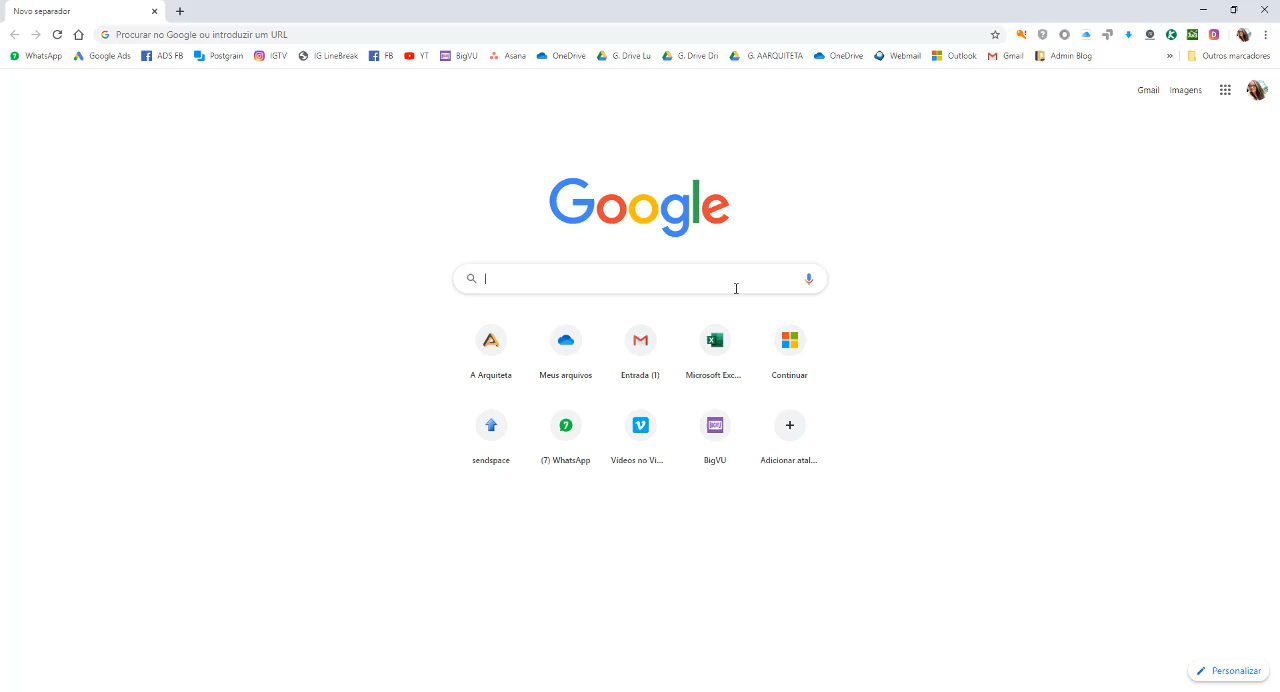 Novo separador
Procurar no Google ou introduzir um URL
WhatsApp Google Ads ADS FB Postgrain IGTV IG LineBreak FB YT BigVU Asana OneDrive G. Drive Lu G. Drive Dri G. AARQUITETA OneDrive Webmail Outlook Gmail Admin Blog » Outros marcadores
Gmail Imagens
Google
A Arquiteta Meus arquivos Entrada (1) Microsoft Exc... Continuar
sendspace (7) WhatsApp Vídeos no Vi... BigVU Adicionar atal...
Personalizar